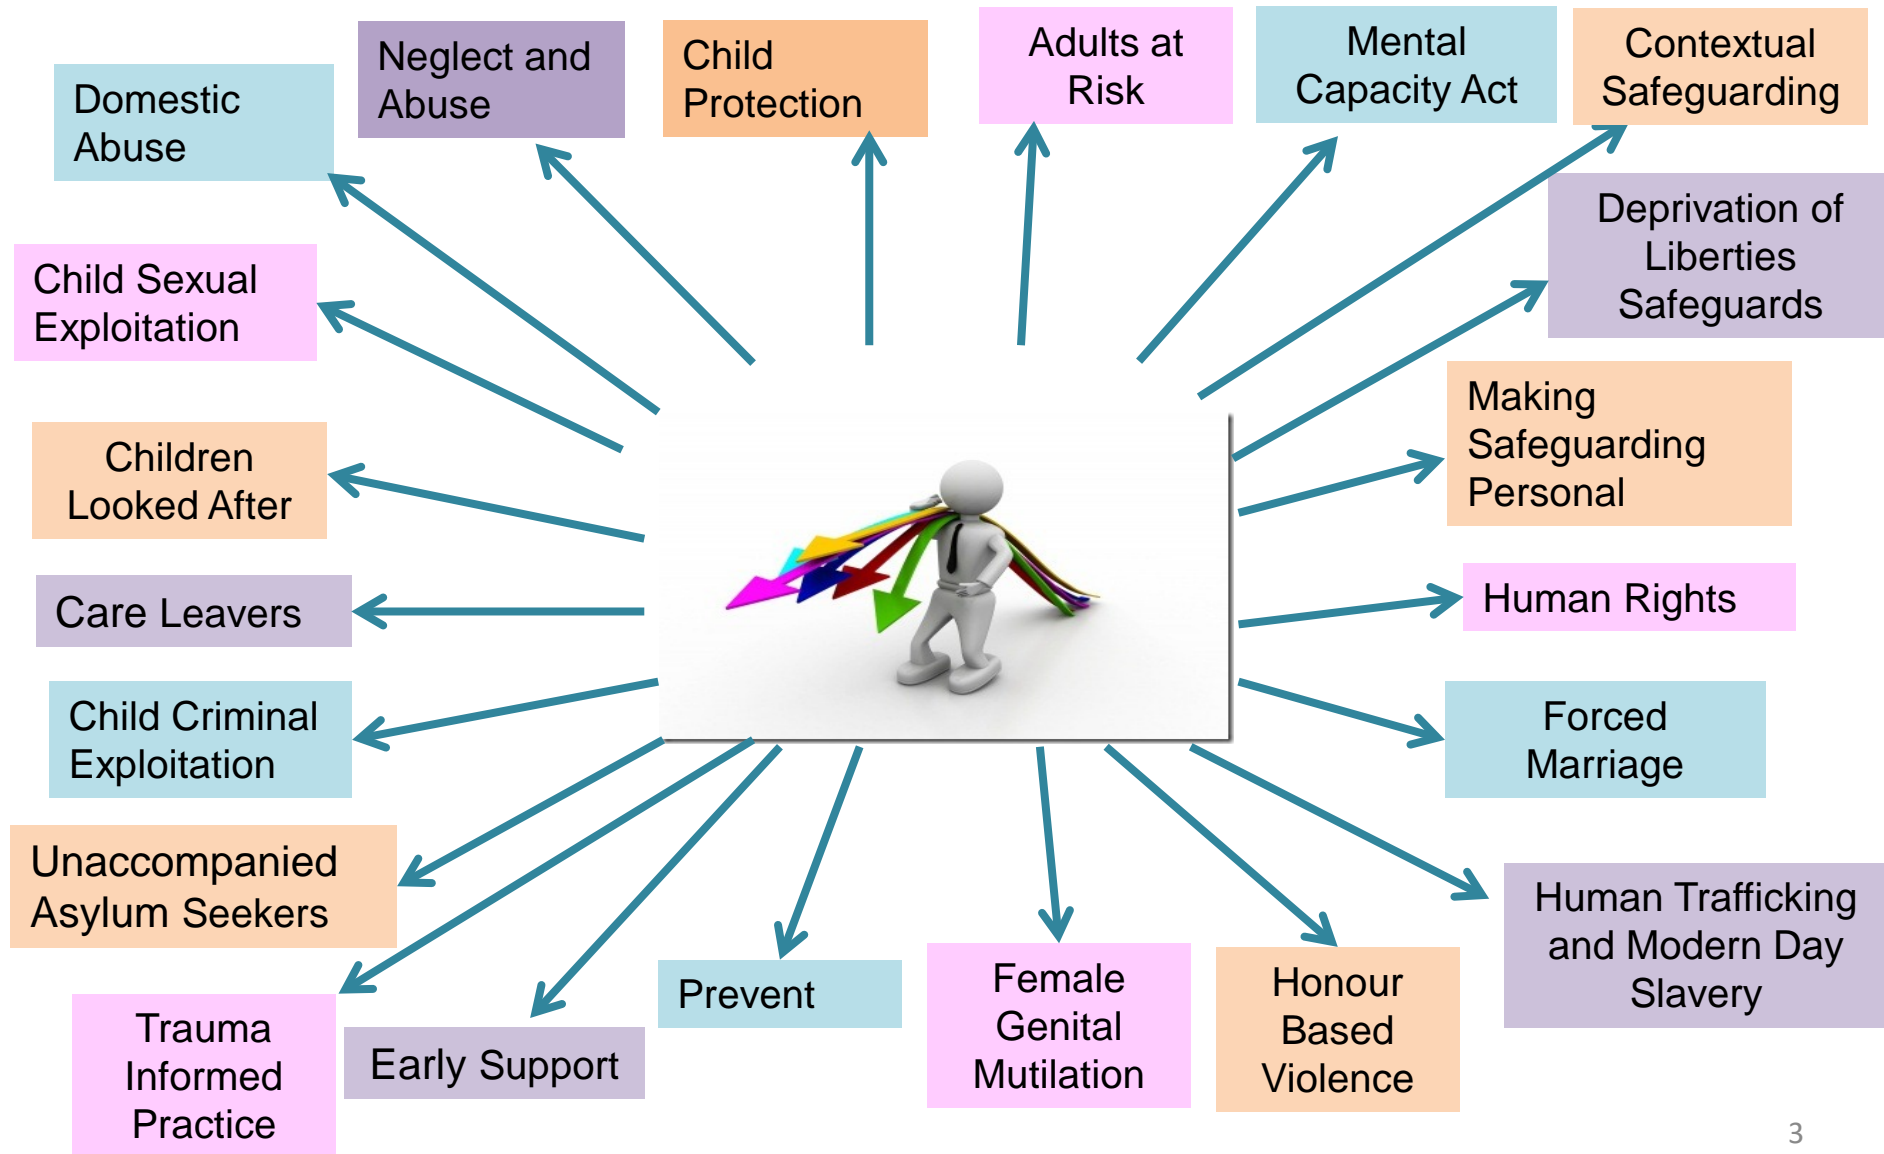 Domestic
Abuse
Neglect and
Abuse
Child
Protection
Adults at
Risk
Mental
Capacity Act
Contextual
Safeguarding
Deprivation of
Liberties
Safeguards
Child Sexual
Exploitation
Making
Safeguarding
Personal
Children
Looked After
Human Rights
Care Leavers
Forced
Marriage
Child Criminal
Exploitation
Unaccompanied
Asylum Seekers
Human Trafficking
and Modern Day
Slavery
Trauma
Informed
Practice
Early Support
Prevent
Female
Genital
Mutilation
Honour
Based
Violence
3